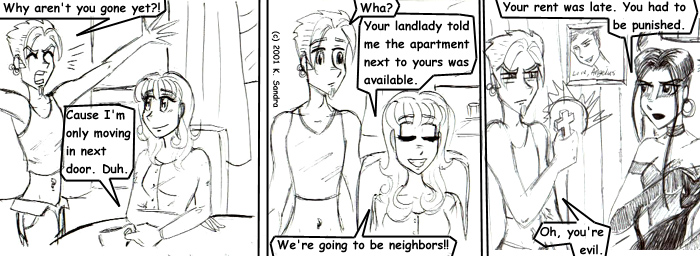 Why aren't you gone yet?!
Cause I'm
only moving
in next
door. Duh.
(c) 2001 K. Sandra
Wha?
Your landlady told
me the apartment
next to yours was
available.
We're going to be neighbors!!
Your rent was late. You had to
be punished.
Love, Angelus
Oh, you're
evil.